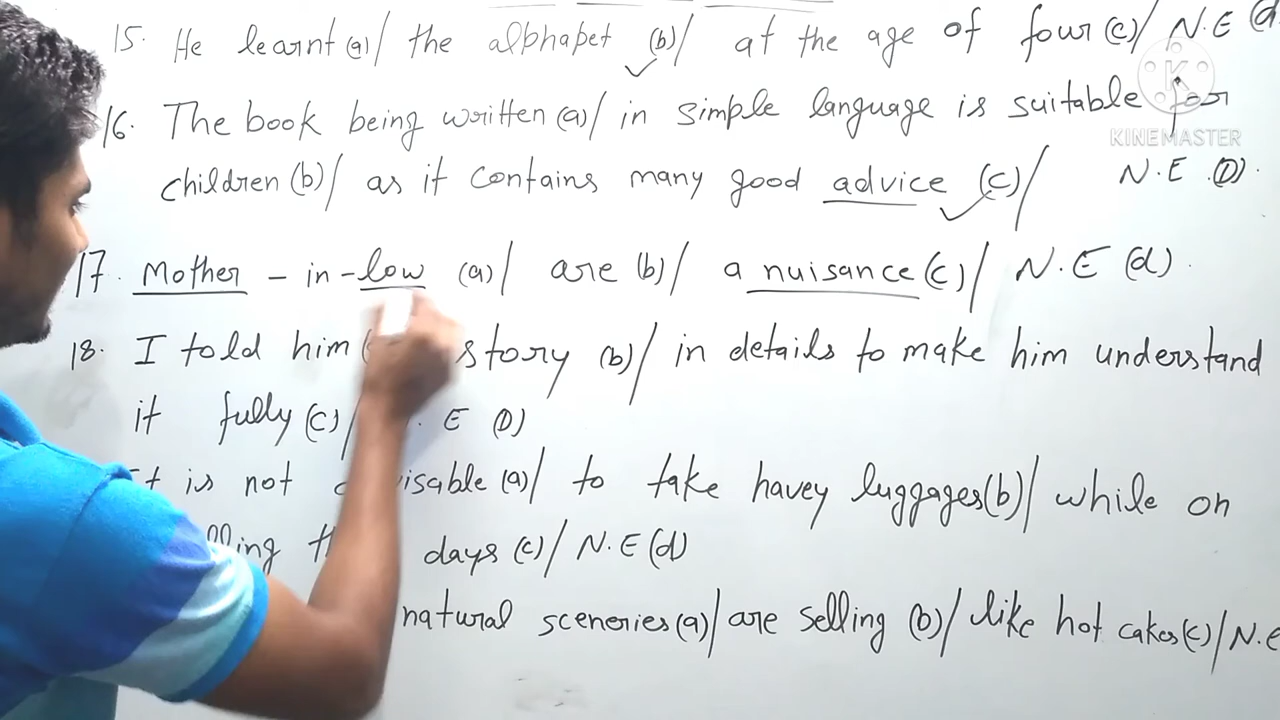 15. He learnt (a)/ the alphapet (b)/ at the age of four (c)/ N.E (d
16. The book being written (a)/ in simple language is suitable for
KINEMASTER
children (b)/ as it contains many good advice (c)/ N.E (D).
17. Mother - in - low (a)/ are (b)/ a nuisance (c)/ N.E (d).
18. I told him story (b)/ in details to make him understand
it fully (c)/ . E (D)
is not (a)/ to take havey luggages (b)/ while on
days (c)/ N.E (d)
natural sceneries (a)/ are selling (b)/ like hot cakes (c)/ N.E